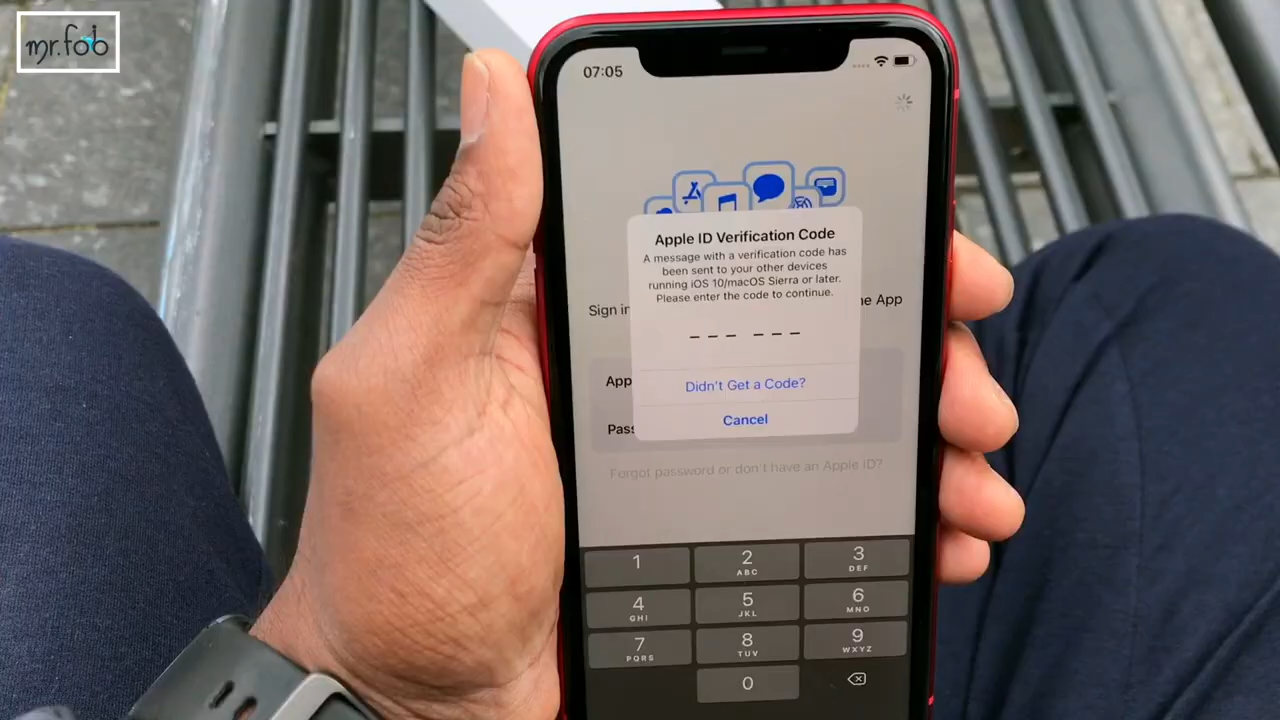 mr.fob
07:05
Apple ID Verification Code
A message with a verification code has
been sent to your other devices
running iOS 10/macOS Sierra or later.
Please enter the code to continue.
Sign in
he App
App
Didn't Get a Code?
Pass
Cancel
Forgot password or don't have an Apple ID?
1
2
ABC
3
DEF
4
GHI
5
JKL
6
MNO
7
PQRS
8
TUV
9
WXYZ
0